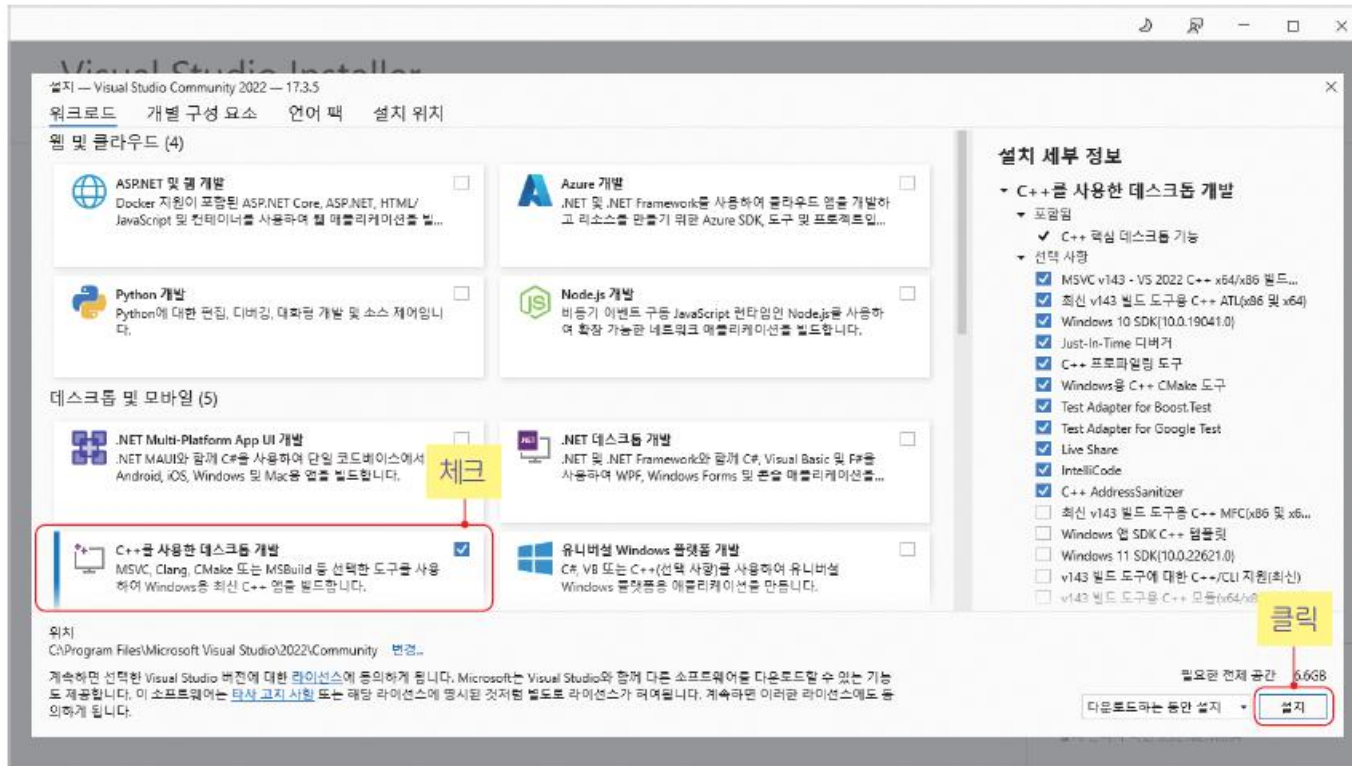 Visual Studio Installer
설치 — Visual Studio Community 2022 — 17.3.5
워크로드 개별 구성 요소 언어 팩 설치 위치
웹 및 클라우드 (4)
ASP.NET 및 웹 개발
Docker 지원이 포함된 ASP.NET Core, ASP.NET, HTML/
JavaScript 및 컨테이너를 사용하여 웹 애플리케이션을 빌...
Azure 개발
.NET 및 .NET Framework를 사용하여 클라우드 앱을 개발하
고 리소스를 만들기 위한 Azure SDK, 도구 및 프로젝트입...
Python 개발
Python에 대한 편집, 디버깅, 대화형 개발 및 소스 제어입니
다.
Node.js 개발
비동기 이벤트 구동 JavaScript 런타임인 Node.js를 사용하
여 확장 가능한 네트워크 애플리케이션을 빌드합니다.
데스크톱 및 모바일 (5)
.NET Multi-Platform App UI 개발
.NET MAUI와 함께 C#을 사용하여 단일 코드베이스에서
Android, iOS, Windows 및 Mac용 앱을 빌드합니다.
체크
.NET 데스크톱 개발
.NET 및 .NET Framework와 함께 C#, Visual Basic 및 F#을
사용하여 WPF, Windows Forms 및 콘솔 애플리케이션을...
C++를 사용한 데스크톱 개발
MSVC, Clang, CMake 또는 MSBuild 등 선택한 도구를 사용
하여 Windows용 최신 C++ 앱을 빌드합니다.
유니버설 Windows 플랫폼 개발
C#, VB 또는 C++(선택 사항)를 사용하여 유니버설
Windows 플랫폼용 애플리케이션을 만듭니다.
설치 세부 정보
C++를 사용한 데스크톱 개발
포함됨
C++ 핵심 데스크톱 기능
선택 사항
MSVC v143 - VS 2022 C++ x64/x86 빌드...
최신 v143 빌드 도구용 C++ ATL(x86 및 x64)
Windows 10 SDK(10.0.19041.0)
Just-In-Time 디버거
C++ 프로파일링 도구
Windows용 C++ CMake 도구
Test Adapter for Boost.Test
Test Adapter for Google Test
Live Share
IntelliCode
C++ AddressSanitizer
최신 v143 빌드 도구용 C++ MFC(x86 및 x6...
Windows 앱 SDK C++ 템플릿
Windows 11 SDK(10.0.22621.0)
v143 빌드 도구에 대한 C++/CLI 지원(최신)
v143 빌드 도구용 C++ 모듈(x64/x8
클릭
위치
C:\Program Files\Microsoft Visual Studio\2022\Community 변경...
계속하면 선택한 Visual Studio 버전에 대한 라이선스에 동의하게 됩니다. Microsoft는 Visual Studio와 함께 다른 소프트웨어를 다운로드할 수 있는 기능
도 제공합니다. 이 소프트웨어는 타사 고지 사항 또는 해당 라이선스에 명시된 것처럼 별도로 라이선스가 허여됩니다. 계속하면 이러한 라이선스에도 동
의하게 됩니다.
필요한 전체 공간 6.6GB
다운로드하는 동안 설치 설치